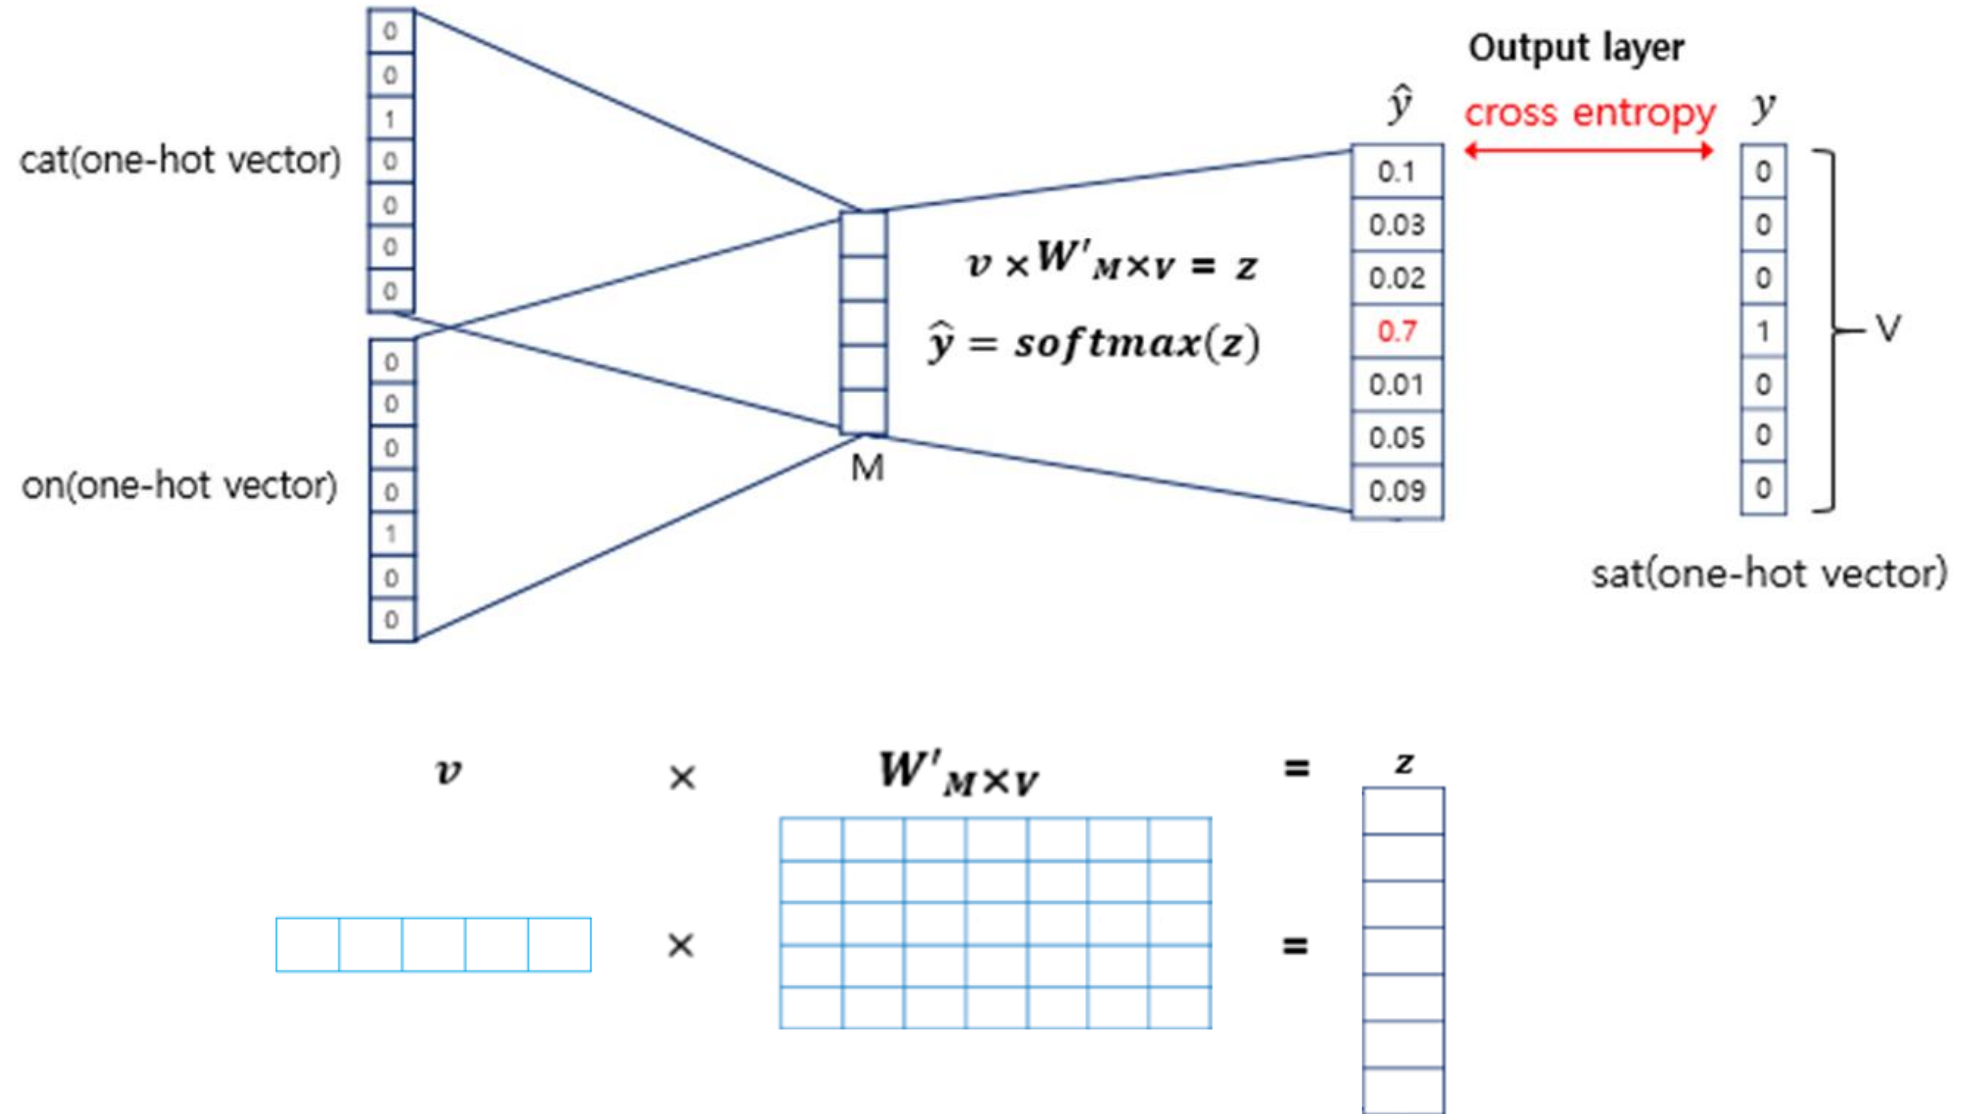 0
0
1
0
0
0
0
cat(one-hot vector)
0
0
0
0
1
0
0
on(one-hot vector)
M
v × W′M×V = z
ŷ = softmax(z)
Output layer
ŷ
cross entropy
y
0.1
0.03
0.02
0.7
0.01
0.05
0.09
0
0
0
1
0
0
0
V
sat(one-hot vector)
v × W′M×V = z
× =